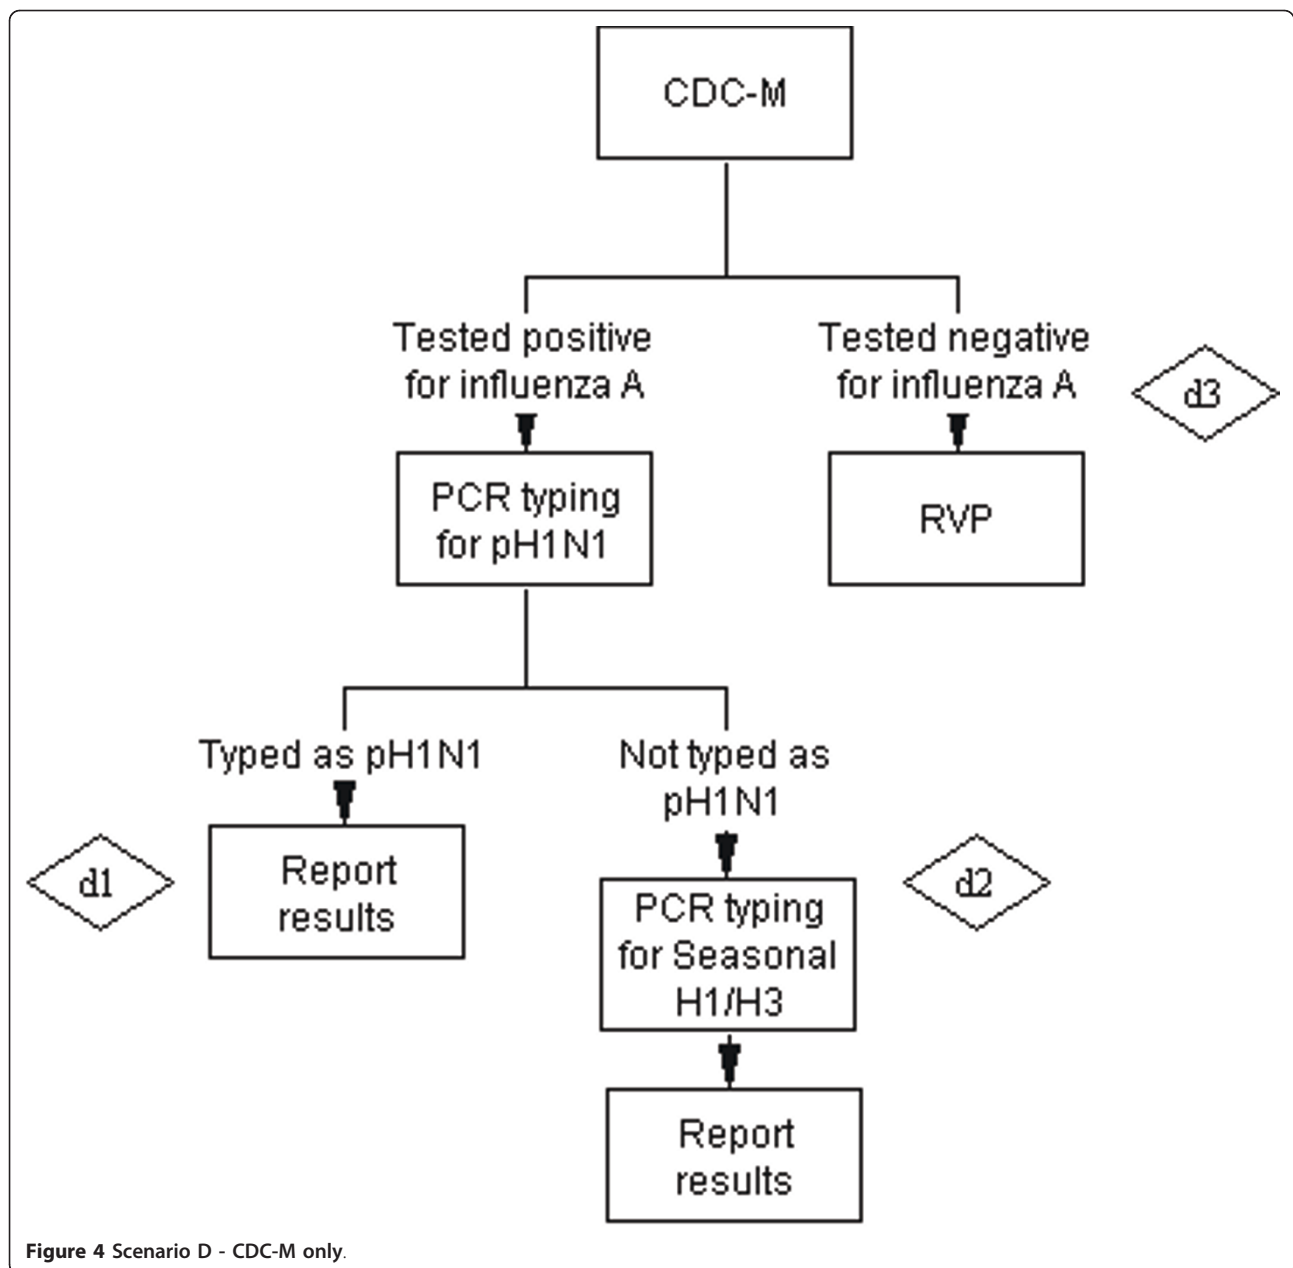 CDC-M
Tested positive
for influenza A
Tested negative
for influenza A
d3
PCR typing
for pH1N1
RVP
Typed as pH1N1
Not typed as
pH1N1
d1
Report
results
d2
PCR typing
for Seasonal
H1/H3
Report
results
Figure 4 Scenario D - CDC-M only.